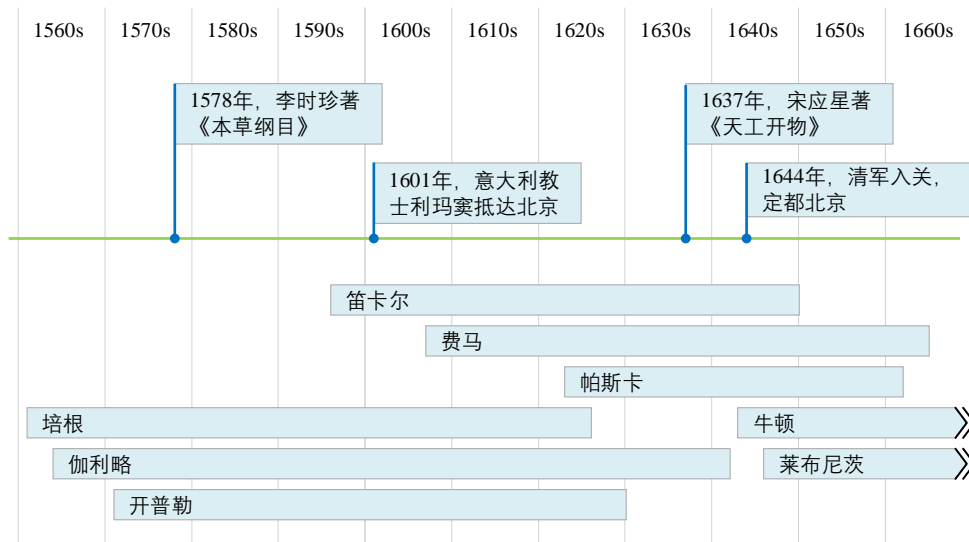 1560s 1570s 1580s 1590s 1600s 1610s 1620s 1630s 1640s 1650s 1660s
1578年，李时珍著
《本草纲目》
1637年，宋应星著
《天工开物》
1601年，意大利教
士利玛窦抵达北京
1644年，清军入关，
定都北京
笛卡尔
费马
帕斯卡
培根
牛顿
伽利略
莱布尼茨
开普勒